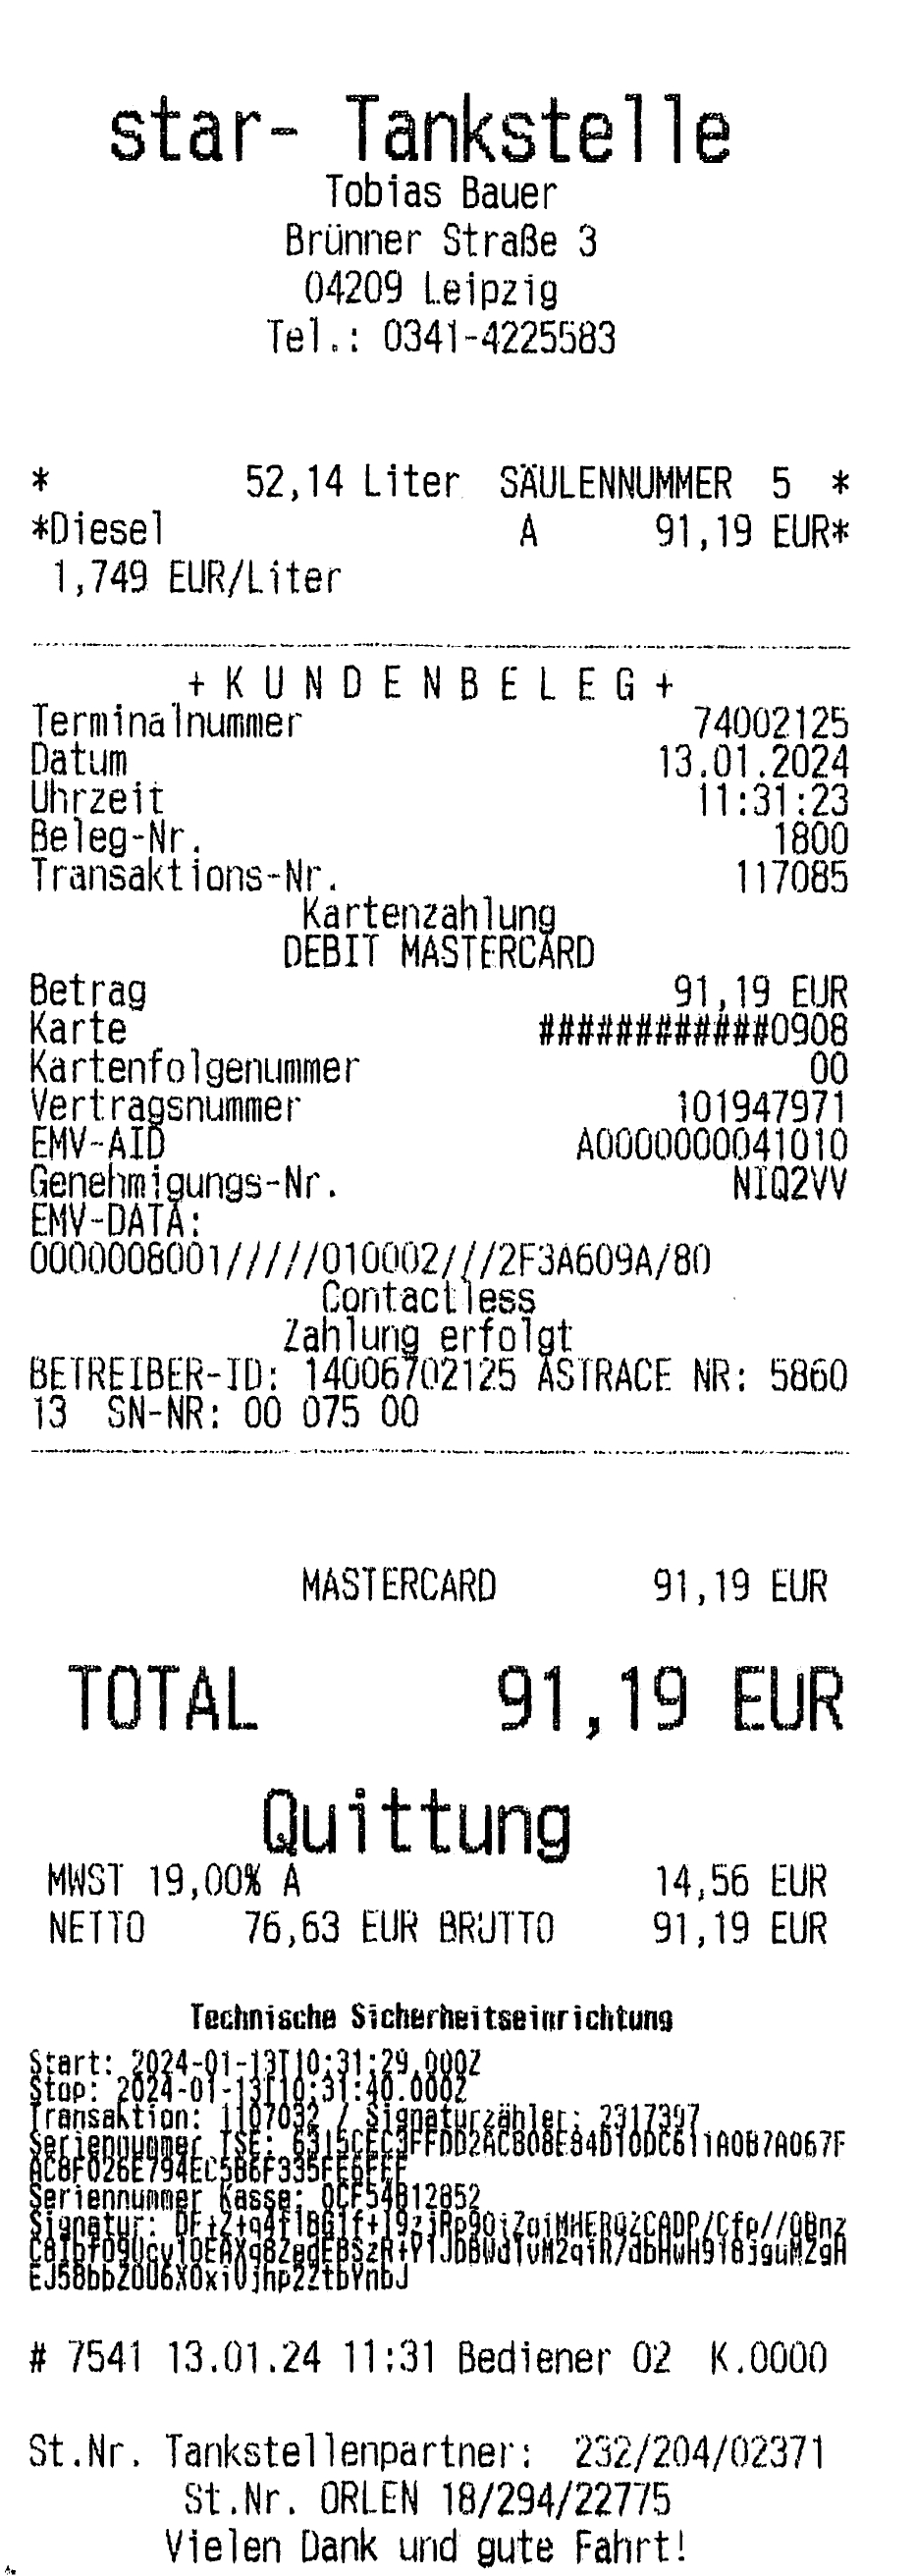 star- Tankstelle
Tobias Bauer
Brünner Straße 3
04209 Leipzig
Tel.: 0341-4225583
* 52,14 Liter SÄULENNUMMER 5 *
*Diesel A 91,19 EUR*
1,749 EUR/Liter
+ K U N D E N B E L E G +
Terminalnummer 74002125
Datum 13.01.2024
Uhrzeit 11:31:23
Beleg-Nr. 1800
Transaktions-Nr. 117085
Kartenzahlung
DEBIT MASTERCARD
Betrag 91,19 EUR
Karte ############0908
Kartenfolgenummer 00
Vertragsnummer 101947971
EMV-AID A0000000041010
Genehmigungs-Nr. NIQ2VV
EMV-DATA:
0000008001/////010002///2F3A609A/80
Contactless
Zahlung erfolgt
BETREIBER-ID: 14006702125 ASTRACE NR: 5860
13 SN-NR: 00 075 00
MASTERCARD 91,19 EUR
TOTAL 91,19 EUR
Quittung
MWST 19,00% A 14,56 EUR
NETTO 76,63 EUR BRUTTO 91,19 EUR
Technische Sicherheitseinrichtung
Start: 2024-01-13T10:31:29.000Z
Stop: 2024-01-13T10:31:40.000Z
Transaktion: 1107032 / Signaturzähler: 2317397
Seriennummer TSE:
Seriennummer Kasse: 0CF54B12852
Signatur:
# 7541 13.01.24 11:31 Bediener 02 K.0000
St.Nr. Tankstellenpartner: 232/204/02371
St.Nr. ORLEN 18/294/22775
Vielen Dank und gute Fahrt!